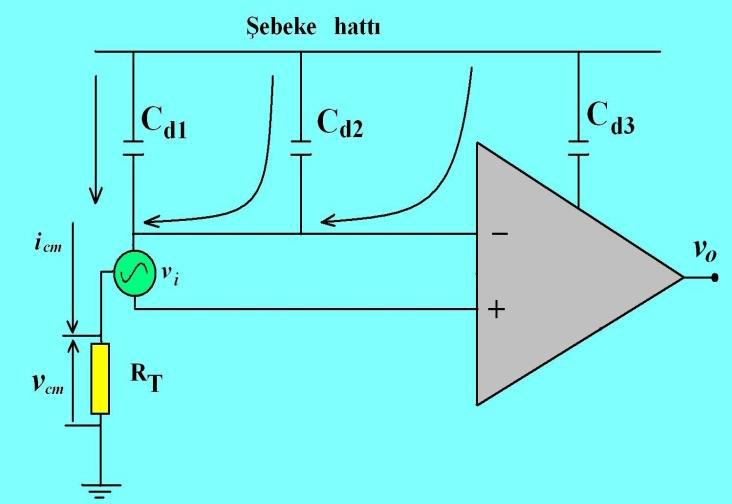 Şebeke hattı
Cd1
Cd2
Cd3
−
vo
icm
vi
+
vcm
RT